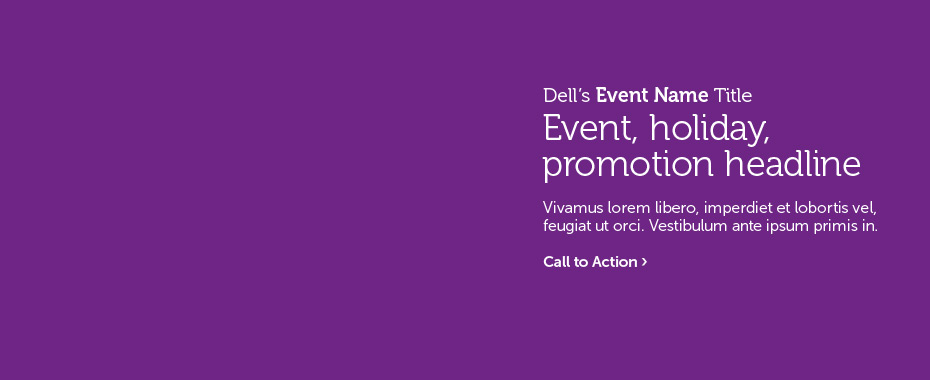 Dell’s Event Name Title
Event, holiday,
promotion headline
Vivamus lorem libero, imperdiet et lobortis vel,
feugiat ut orci. Vestibulum ante ipsum primis in.
Call to Action ›